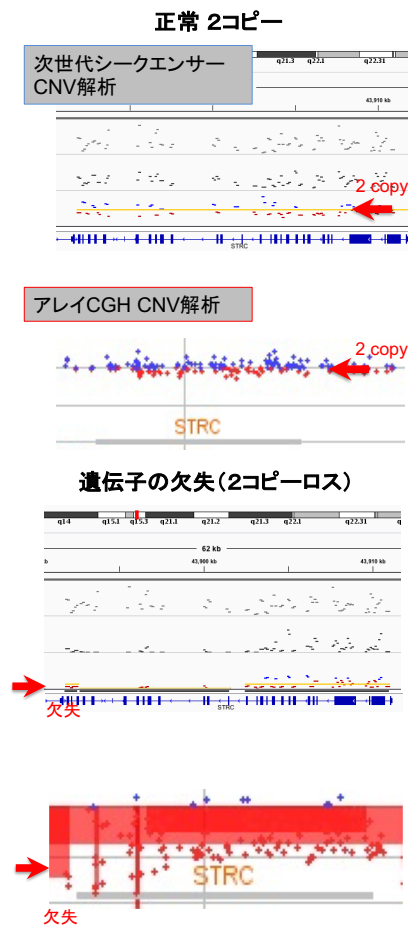 正常 2コピー
次世代シークエンサー
CNV解析
q21.3 q22.1 q22.31
43,910 kb
2 copy
STRC
アレイCGH CNV解析
2 copy
STRC
遺伝子の欠失(2コピーロス)
q14 q15.1 q15.3 q21.1 q21.2 q21.3 q22.1 q22.31 q
62 kb
b 43,900 kb 43,910 kb
欠失
STRC
STRC
欠失